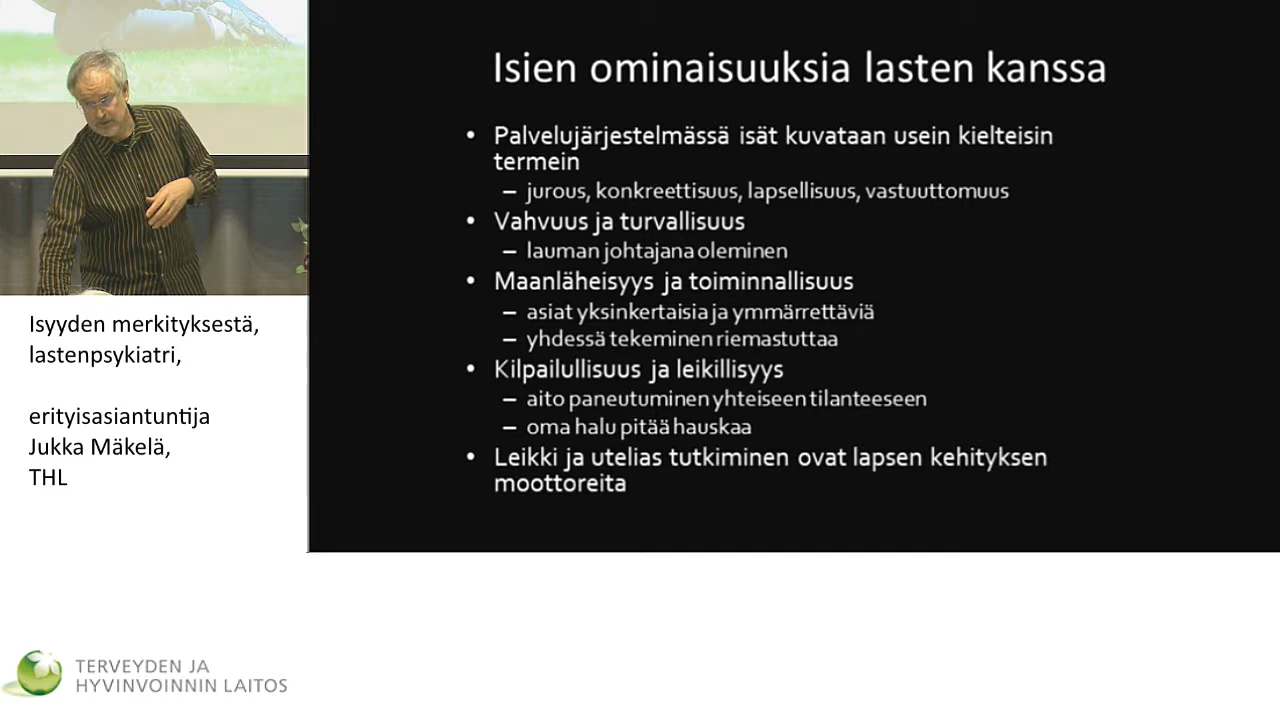 Isien ominaisuuksia lasten kanssa
• Palvelujärjestelmässä isät kuvataan usein kielteisin
termein
– jurous, konkreettisuus, lapsellisuus, vastuuttomuus
• Vahvuus ja turvallisuus
– lauman johtajana oleminen
• Maanläheisyys ja toiminnallisuus
– asiat yksinkertaisia ja ymmärrettäviä
– yhdessä tekeminen riemastuttaa
• Kilpailullisuus ja leikillisyys
– aito paneutuminen yhteiseen tilanteeseen
– oma halu pitää hauskaa
• Leikki ja utelias tutkiminen ovat lapsen kehityksen
moottoreita
Isyyden merkityksestä,
lastenpsykiatri,
erityisasiantuntija
Jukka Mäkelä,
THL
TERVEYDEN JA
HYVINVOINNIN LAITOS